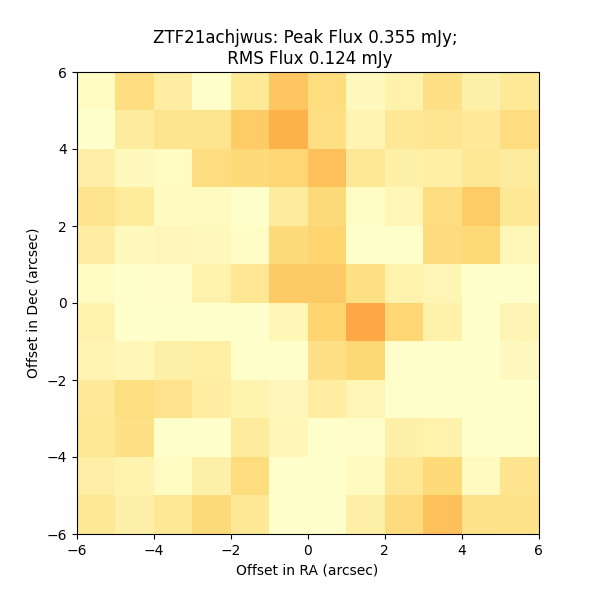 ZTF21achjwus: Peak Flux 0.355 mJy;
RMS Flux 0.124 mJy
6
4
2
0
−2
−4
−6
Offset in Dec (arcsec)
−6 −4 −2 0 2 4 6
Offset in RA (arcsec)